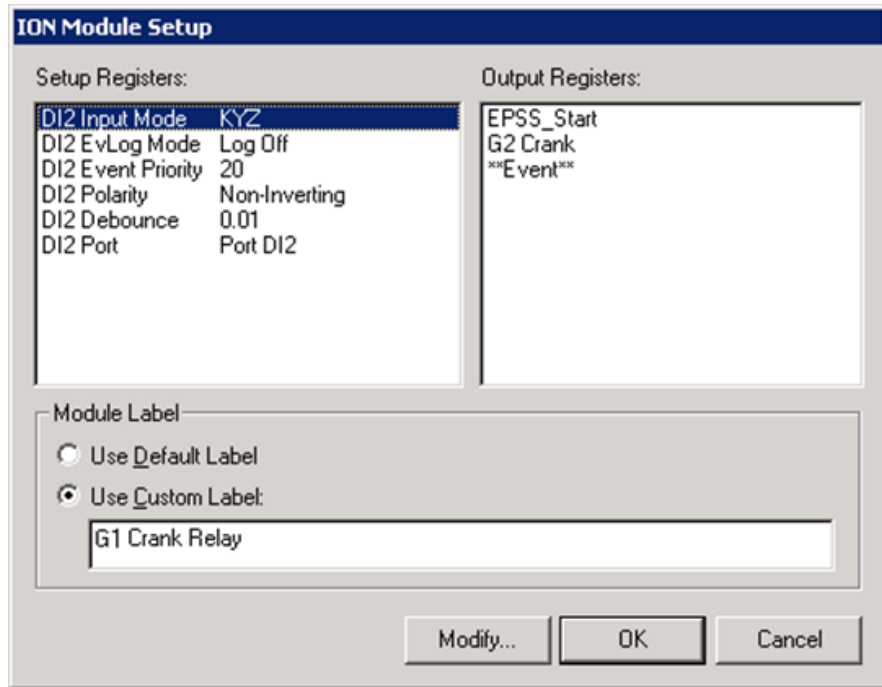 ION Module Setup
Setup Registers:
DI2 Input Mode KYZ
DI2 EvLog Mode Log Off
DI2 Event Priority 20
DI2 Polarity Non-Inverting
DI2 Debounce 0.01
DI2 Port Port DI2
Output Registers:
EPSS_Start
G2 Crank
**Event**
Module Label
Use Default Label
Use Custom Label:
G1 Crank Relay
Modify... OK Cancel